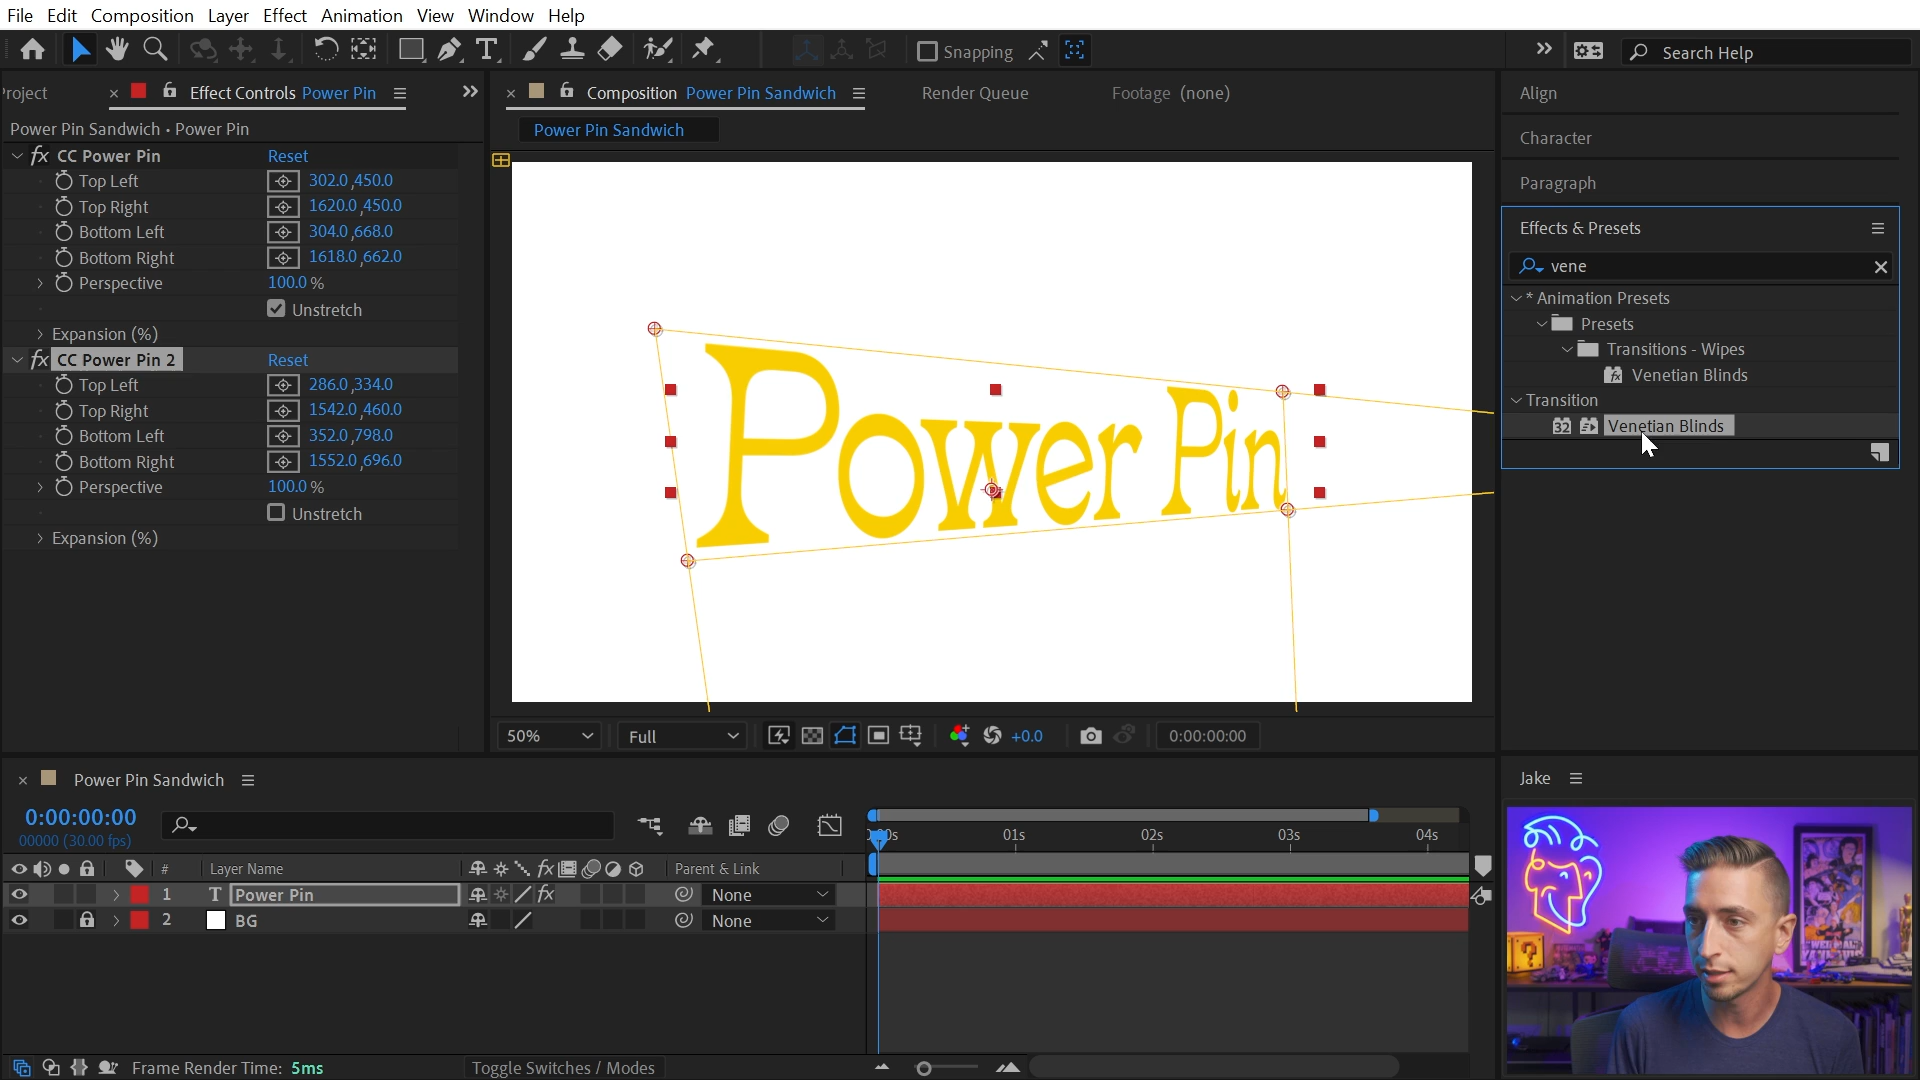 File Edit Composition Layer Effect Animation View Window Help
Snapping
Search Help
roject
Effect Controls Power Pin
Composition Power Pin Sandwich
Render Queue
Footage (none)
Power Pin Sandwich • Power Pin
Power Pin Sandwich
fx CC Power Pin Reset
Top Left 302.0,450.0
Top Right 1620.0,450.0
Bottom Left 304.0,668.0
Bottom Right 1618.0,662.0
Perspective 100.0 %
Unstretch
Expansion (%)
fx CC Power Pin 2 Reset
Top Left 286.0,334.0
Top Right 1542.0,460.0
Bottom Left 352.0,798.0
Bottom Right 1552.0,696.0
Perspective 100.0 %
Unstretch
Expansion (%)
Power Pin
50%
Full
+0.0
0:00:00:00
Align
Character
Paragraph
Effects & Presets
vene
* Animation Presets
Presets
Transitions - Wipes
Venetian Blinds
Transition
32 Venetian Blinds
Power Pin Sandwich
0:00:00:00
00000 (30.00 fps)
01s 02s 03s 04s
# Layer Name
Parent & Link
1 T Power Pin fx None
2 BG None
Frame Render Time: 5ms
Toggle Switches / Modes
Jake